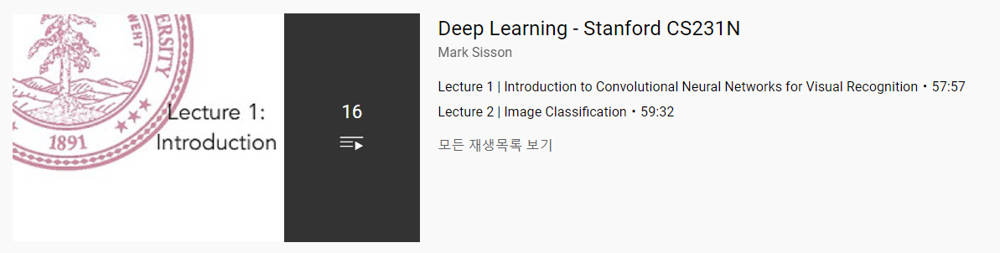 Deep Learning - Stanford CS231N
Mark Sisson
Lecture 1 | Introduction to Convolutional Neural Networks for Visual Recognition · 57:57
Lecture 2 | Image Classification · 59:32
모든 재생목록 보기
Lecture 1:
Introduction
1891
16